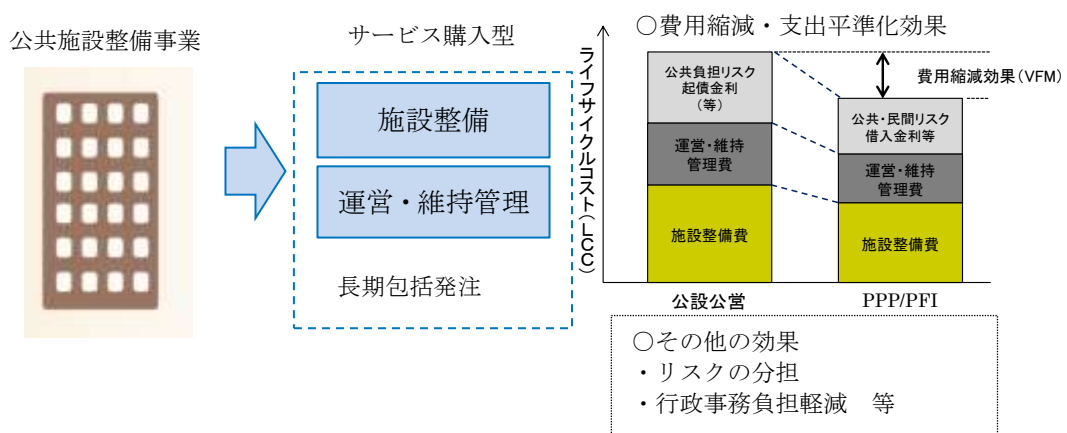 公共施設整備事業
サービス購入型
施設整備
運営・維持管理
長期包括発注
○費用縮減・支出平準化効果
ライフサイクルコスト(LCC)
公共負担リスク
起債金利
(等)
運営・維持
管理費
施設整備費
公設公営
費用縮減効果(VFM)
公共・民間リスク
借入金利等
運営・維持
管理費
施設整備費
PPP/PFI
○その他の効果
・リスクの分担
・行政事務負担軽減　等